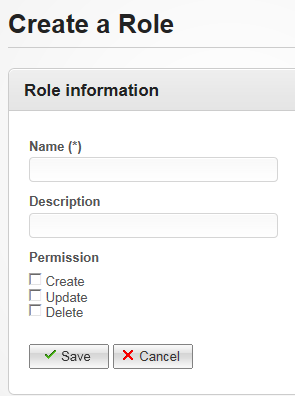 Create a Role
Role information
Name (*)
Description
Permission
Create
Update
Delete
Save Cancel